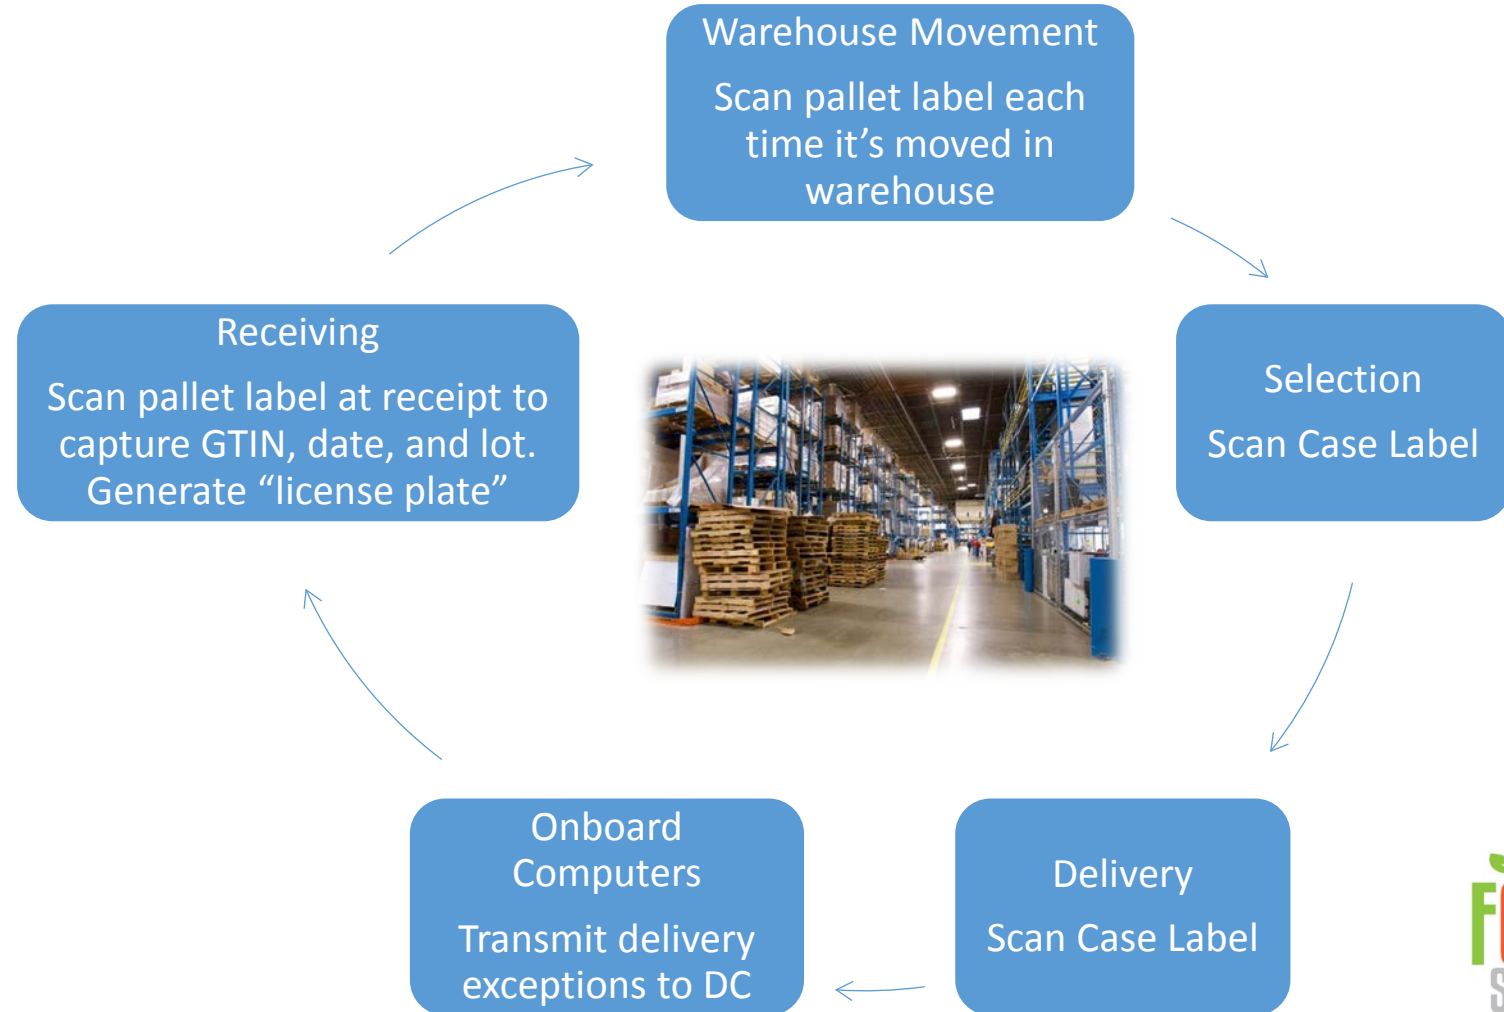 Warehouse Movement
Scan pallet label each
time it’s moved in
warehouse
Receiving
Scan pallet label at receipt to
capture GTIN, date, and lot.
Generate “license plate”
Selection
Scan Case Label
Onboard
Computers
Transmit delivery
exceptions to DC
Delivery
Scan Case Label